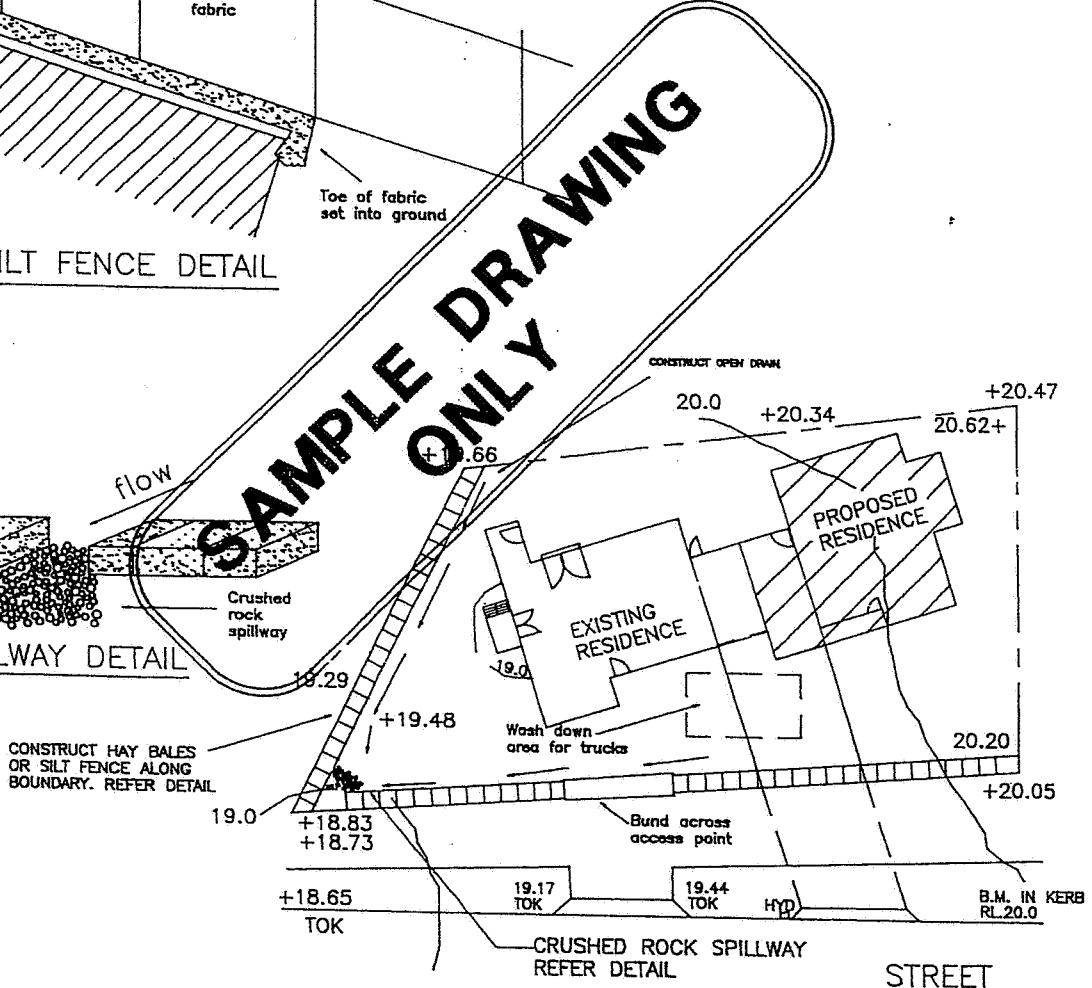 fabric
Toe of fabric
set into ground
ILT FENCE DETAIL
SAMPLE DRAWING
ONLY
CONSTRUCT OPEN DRAIN
+20.47
20.0
+20.34
20.62+
flow
PROPOSED
RESIDENCE
EXISTING
RESIDENCE
Crushed
rock
spillway
LWAY DETAIL
19.0
19.29
+19.48
Wash down
area for trucks
CONSTRUCT HAY BALES
OR SILT FENCE ALONG
BOUNDARY. REFER DETAIL
20.20
+20.05
19.0
+18.83
+18.73
Bund across
access point
+18.65
TOK
19.17
TOK
19.44
TOK
HYD
B.M. IN KERB
RL.20.0
CRUSHED ROCK SPILLWAY
REFER DETAIL
STREET